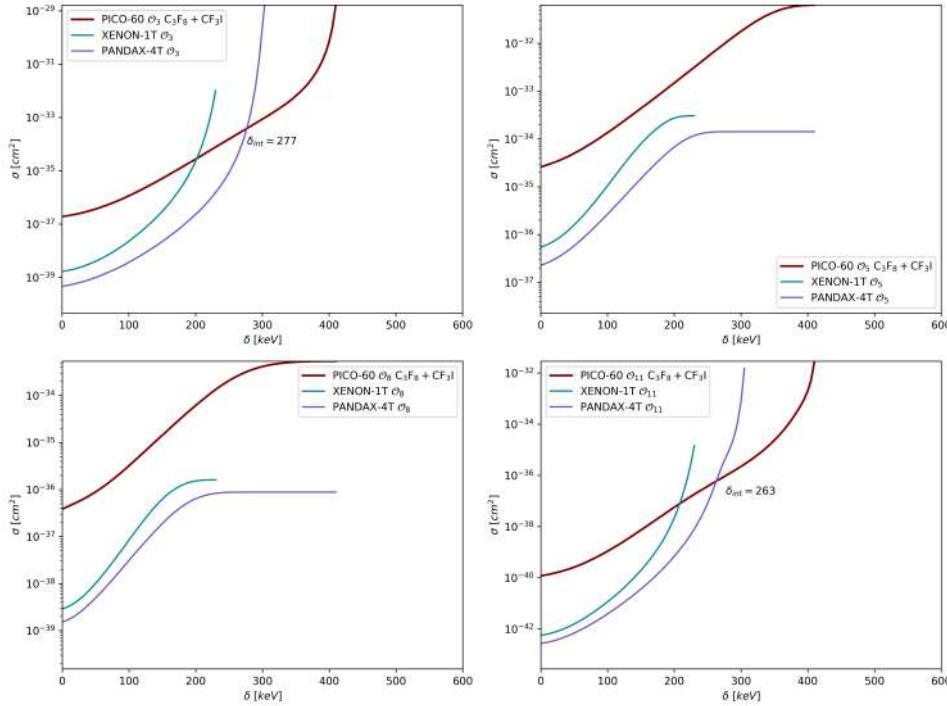 10⁻²⁹
10⁻³¹
10⁻³³
10⁻³⁵
10⁻³⁷
10⁻³⁹
σ [cm²]
PICO-60 𝒪₃ C₃F₈ + CF₃I
XENON-1T 𝒪₃
PANDAX-4T 𝒪₃
δᵢₙₜ = 277
0 100 200 300 400 500 600
δ [keV]
10⁻³²
10⁻³³
10⁻³⁴
10⁻³⁵
10⁻³⁶
10⁻³⁷
σ [cm²]
PICO-60 𝒪₅ C₃F₈ + CF₃I
XENON-1T 𝒪₅
PANDAX-4T 𝒪₅
0 100 200 300 400 500 600
δ [keV]
10⁻³⁴
10⁻³⁵
10⁻³⁶
10⁻³⁷
10⁻³⁸
10⁻³⁹
σ [cm²]
PICO-60 𝒪₈ C₃F₈ + CF₃I
XENON-1T 𝒪₈
PANDAX-4T 𝒪₈
0 100 200 300 400 500 600
δ [keV]
10⁻³²
10⁻³⁴
10⁻³⁶
10⁻³⁸
10⁻⁴⁰
10⁻⁴²
σ [cm²]
PICO-60 𝒪₁₁ C₃F₈ + CF₃I
XENON-1T 𝒪₁₁
PANDAX-4T 𝒪₁₁
δᵢₙₜ = 263
0 100 200 300 400 500 600
δ [keV]